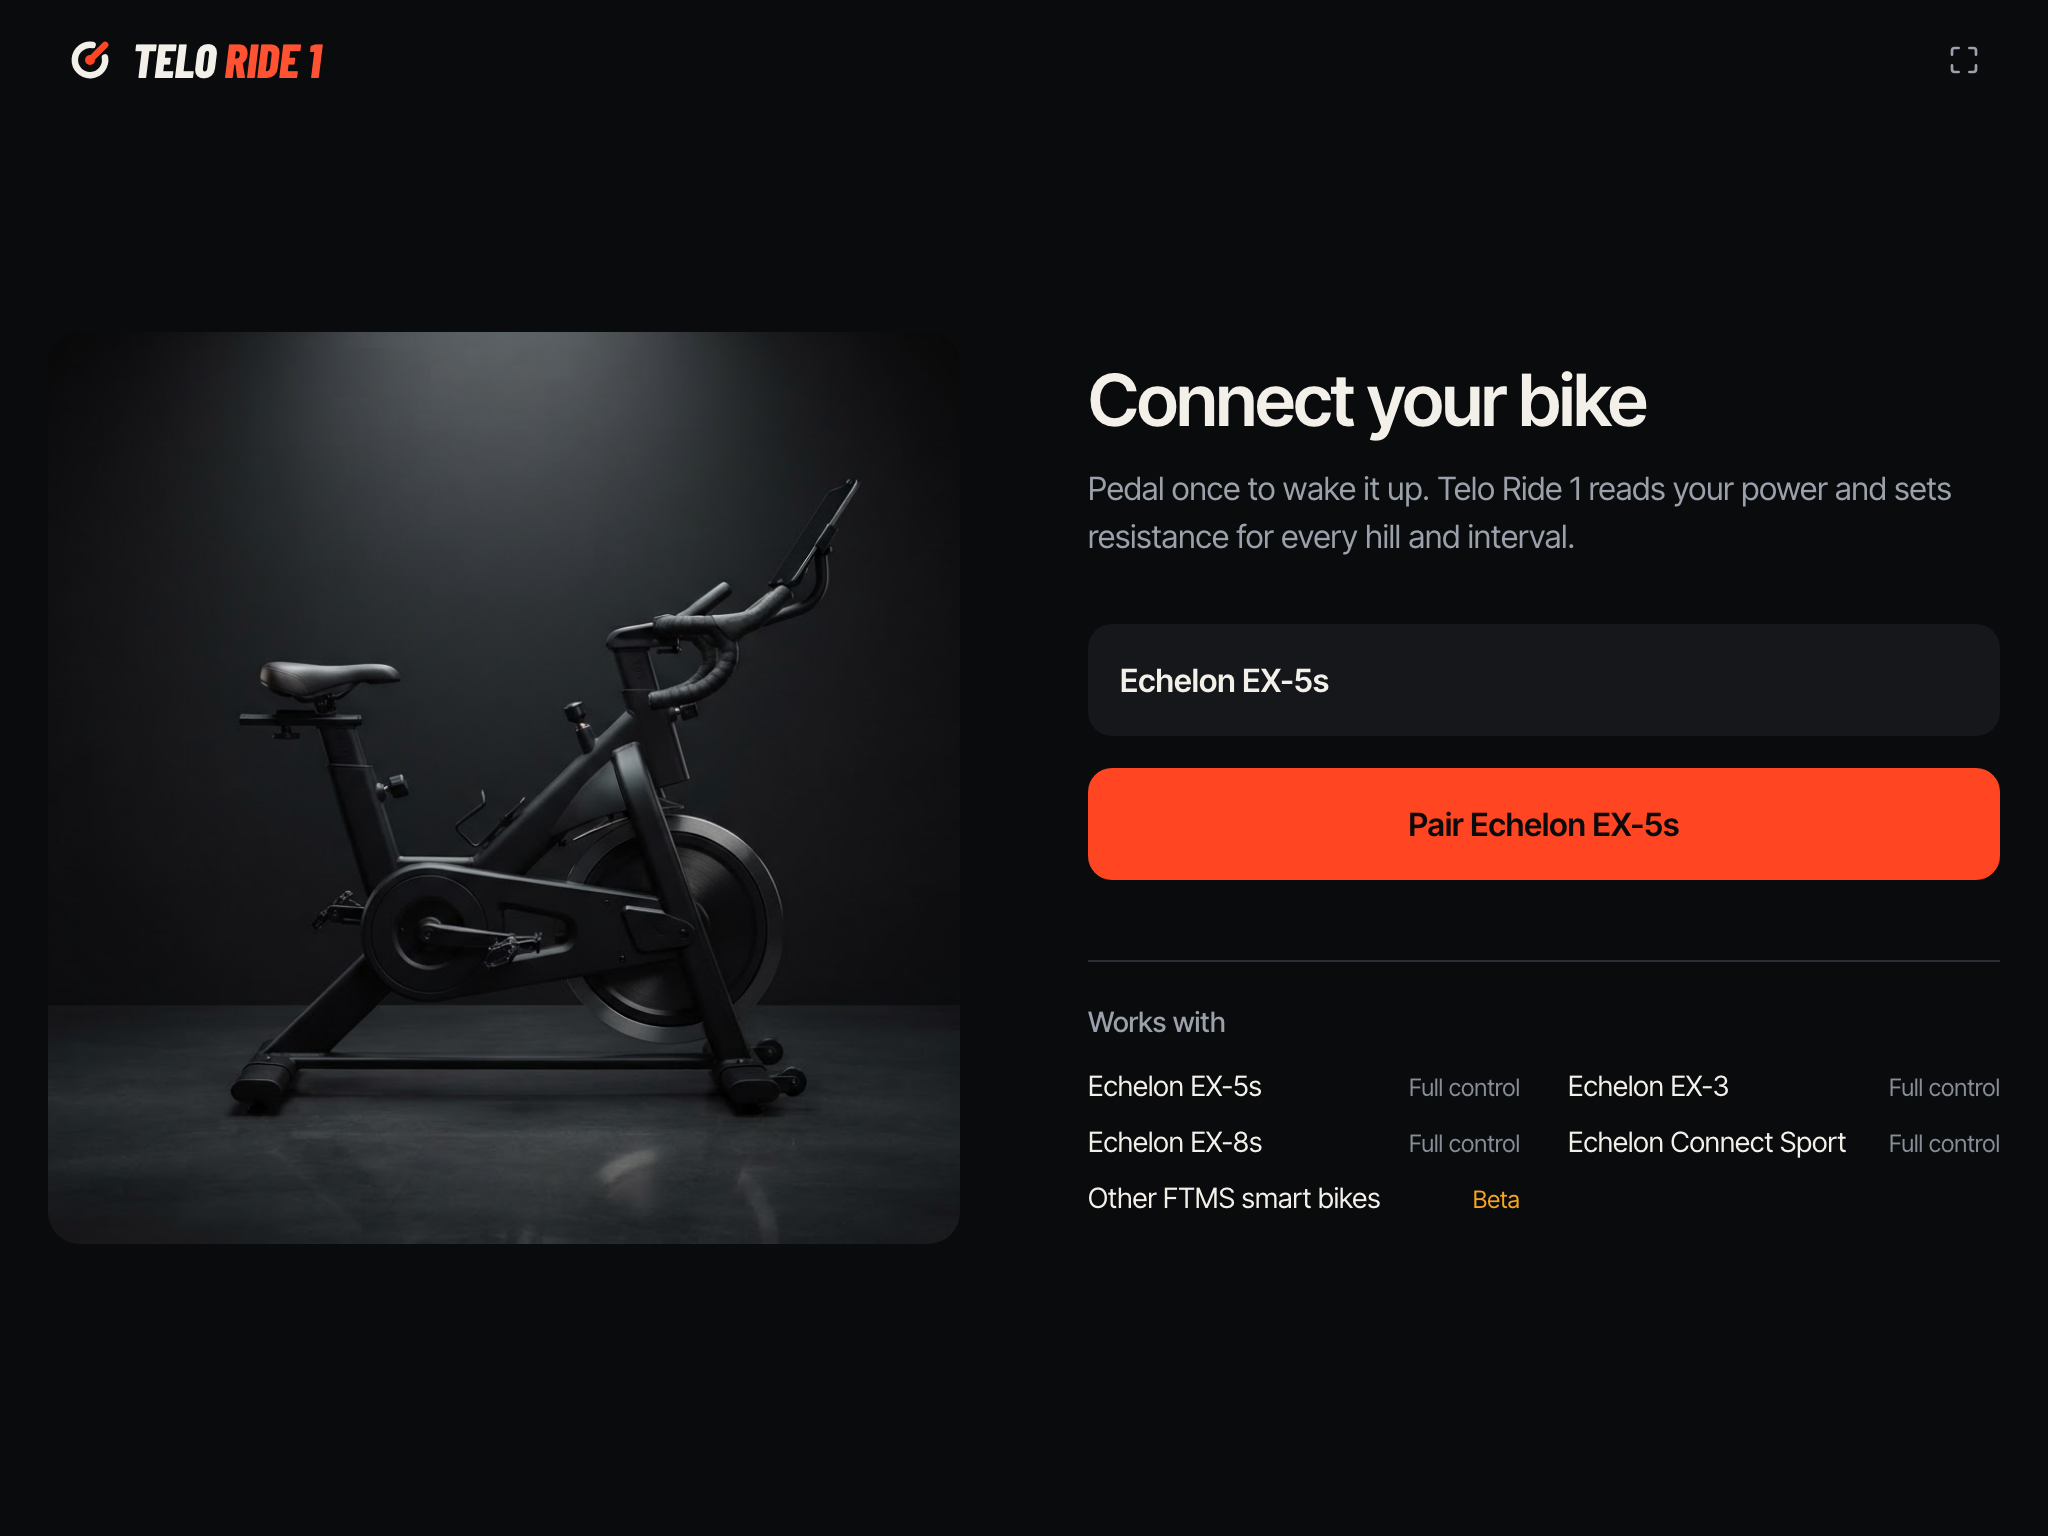 TELO RIDE 1
Connect your bike
Pedal once to wake it up. Telo Ride 1 reads your power and sets
resistance for every hill and interval.
Echelon EX-5s
Pair Echelon EX-5s
Works with
Echelon EX-5s Full control Echelon EX-3 Full control
Echelon EX-8s Full control Echelon Connect Sport Full control
Other FTMS smart bikes Beta